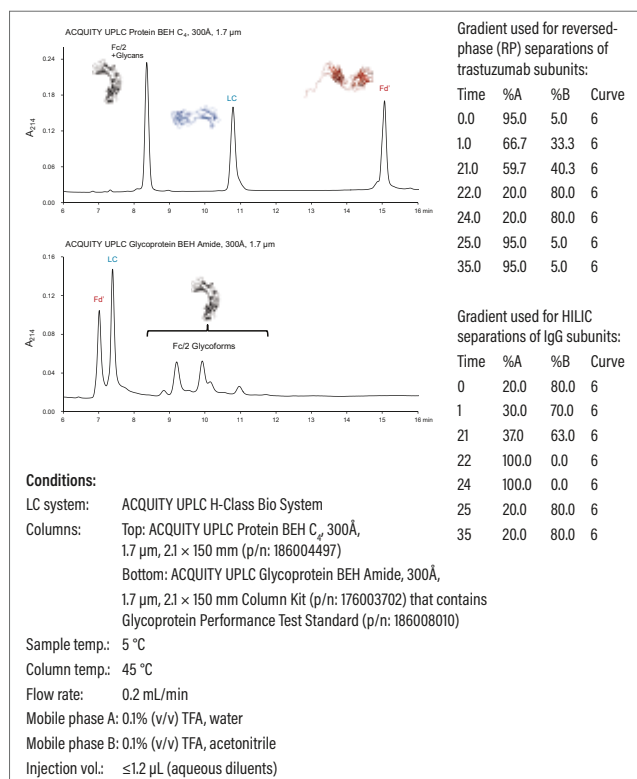 ACQUITY UPLC Protein BEH C4, 300Å, 1.7 µm
Fc/2
+Glycans
LC
Fd'
A214
0.24
0.18
0.12
0.06
0.00
6 7 8 9 10 11 12 13 14 15 16 min
ACQUITY UPLC Glycoprotein BEH Amide, 300Å, 1.7 µm
LC
Fd'
Fc/2 Glycoforms
A214
0.16
0.12
0.08
0.04
0.00
6 7 8 9 10 11 12 13 14 15 16 min
Gradient used for reversed-
phase (RP) separations of
trastuzumab subunits:
Time %A %B Curve
0.0 95.0 5.0 6
1.0 66.7 33.3 6
21.0 59.7 40.3 6
22.0 20.0 80.0 6
24.0 20.0 80.0 6
25.0 95.0 5.0 6
35.0 95.0 5.0 6
Gradient used for HILIC
separations of IgG subunits:
Time %A %B Curve
0 20.0 80.0 6
1 30.0 70.0 6
21 37.0 63.0 6
22 100.0 0.0 6
24 100.0 0.0 6
25 20.0 80.0 6
35 20.0 80.0 6
Conditions:
LC system: ACQUITY UPLC H-Class Bio System
Columns: Top: ACQUITY UPLC Protein BEH C4, 300Å,
1.7 µm, 2.1 × 150 mm (p/n: 186004497)
Bottom: ACQUITY UPLC Glycoprotein BEH Amide, 300Å,
1.7 µm, 2.1 × 150 mm Column Kit (p/n: 176003702) that contains
Glycoprotein Performance Test Standard (p/n: 186008010)
Sample temp.: 5 °C
Column temp.: 45 °C
Flow rate: 0.2 mL/min
Mobile phase A: 0.1% (v/v) TFA, water
Mobile phase B: 0.1% (v/v) TFA, acetonitrile
Injection vol.: ≤1.2 µL (aqueous diluents)